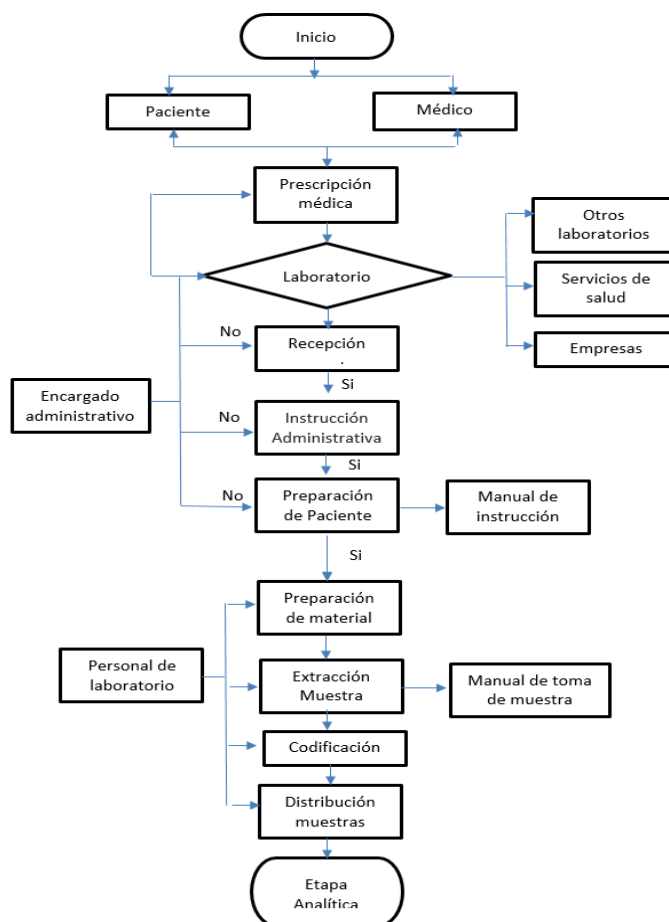 Inicio
Paciente
Médico
Prescripción
médica
Otros
laboratorios
Laboratorio
Servicios de
salud
No
Recepción
.
Empresas
Si
Encargado
administrativo
No
Instrucción
Administrativa
Si
No
Preparación
de Paciente
Manual de
instrucción
Si
Preparación
de material
Personal de
laboratorio
Extracción
Muestra
Manual de toma
de muestra
Codificación
Distribución
muestras
Etapa
Analítica